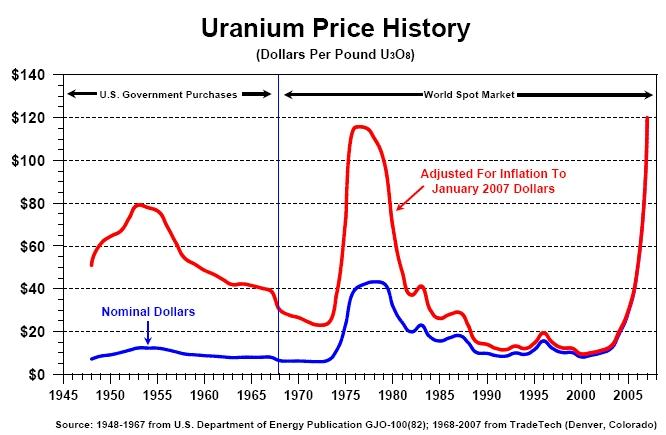 Uranium Price History
(Dollars Per Pound U3O8)
$140
$120
$100
$80
$60
$40
$20
$0
U.S. Government Purchases
World Spot Market
Adjusted For Inflation To
January 2007 Dollars
Nominal Dollars
1945 1950 1955 1960 1965 1970 1975 1980 1985 1990 1995 2000 2005
Source: 1948-1967 from U.S. Department of Energy Publication GJO-100(82); 1968-2007 from TradeTech (Denver, Colorado)